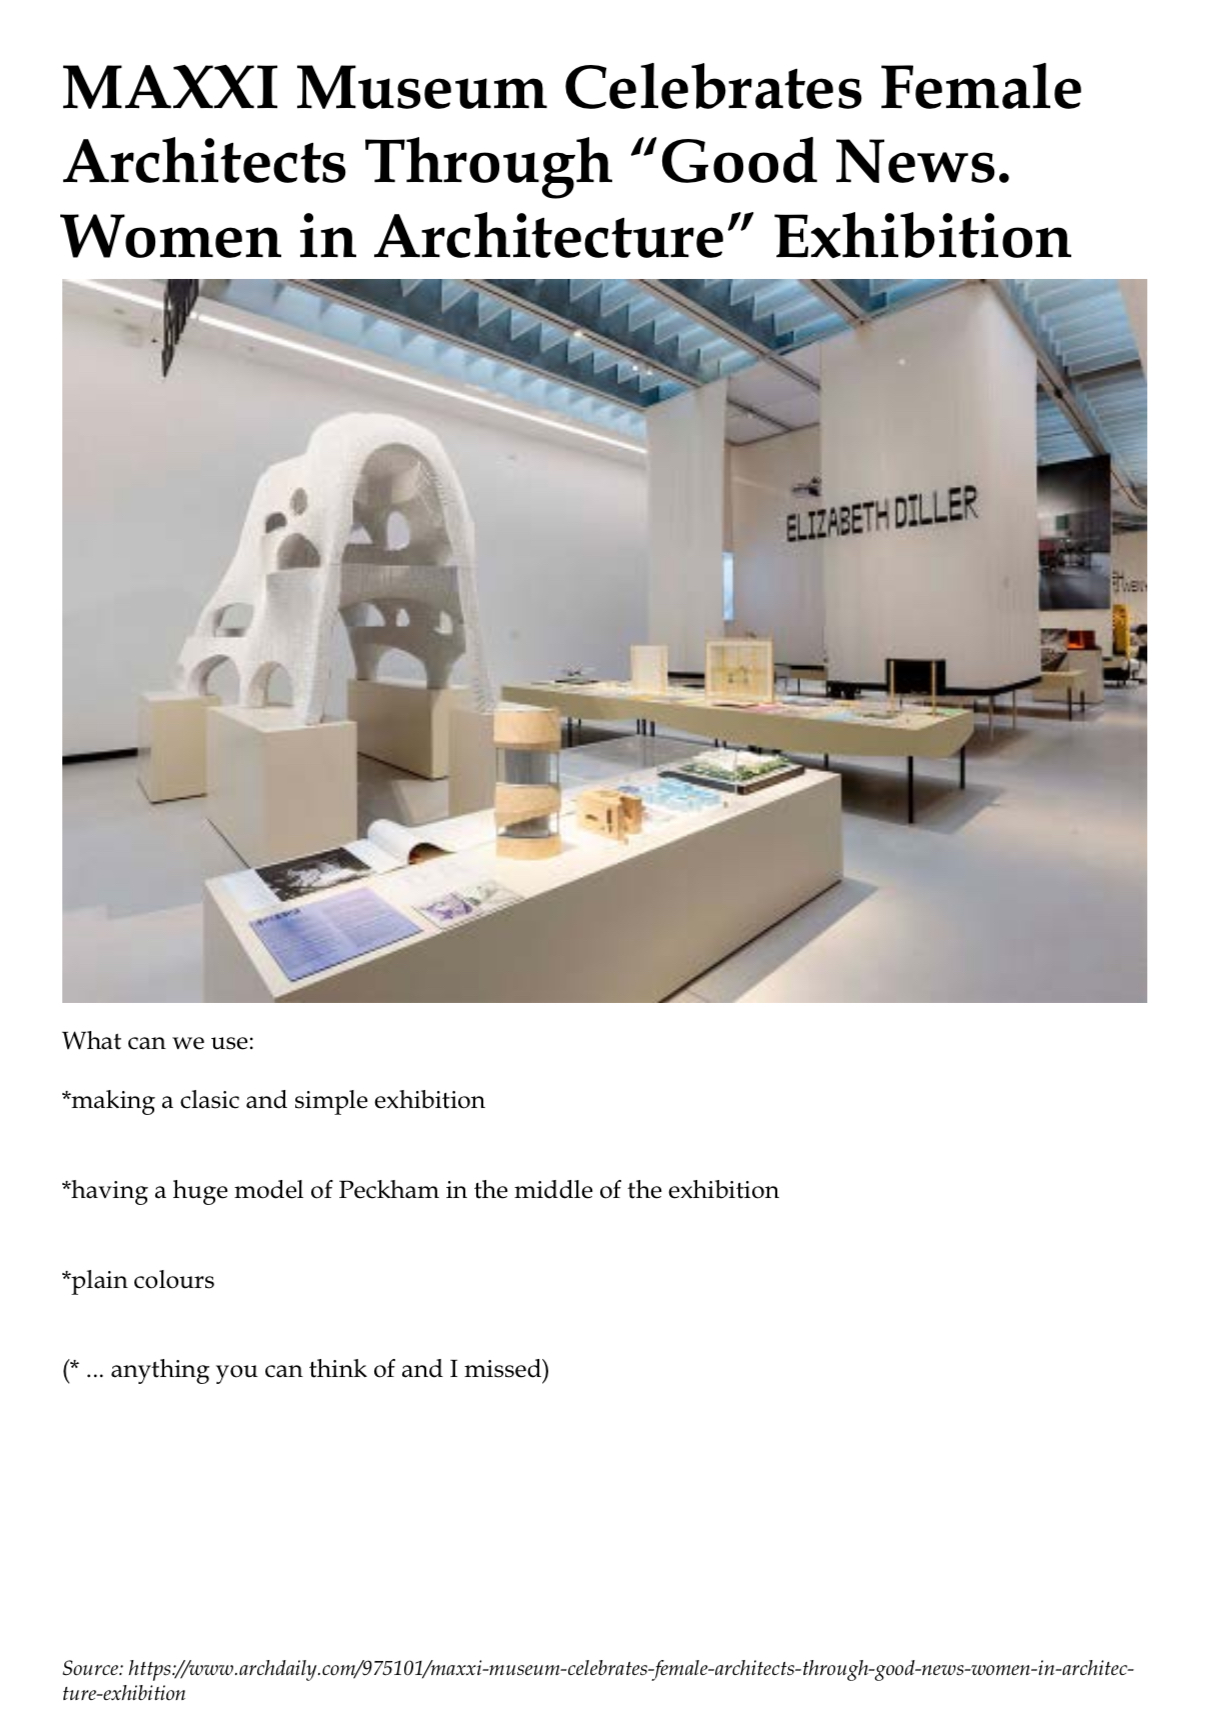 MAXXI Museum Celebrates Female
Architects Through “Good News.
Women in Architecture” Exhibition
ELIZABETH DILLER
What can we use:
*making a clasic and simple exhibition
*having a huge model of Peckham in the middle of the exhibition
*plain colours
(* ... anything you can think of and I missed)
Source: https://www.archdaily.com/975101/maxxi-museum-celebrates-female-architects-through-good-news-women-in-architec-
ture-exhibition